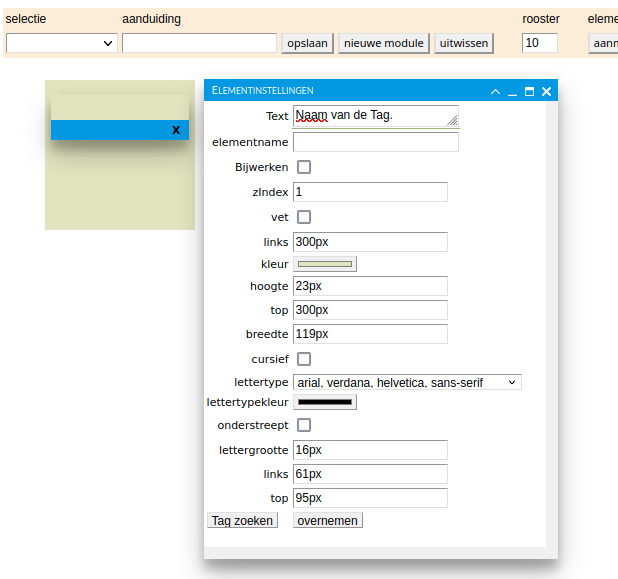 selectie aanduiding rooster eleme
opslaan nieuwe module uitwissen 10 aann
x
Elementinstellingen
Text Naam van de Tag.
elementname
Bijwerken
zIndex 1
vet
links 300px
kleur
hoogte 23px
top 300px
breedte 119px
cursief
lettertype arial, verdana, helvetica, sans-serif
lettertypekleur
onderstreept
lettergrootte 16px
links 61px
top 95px
Tag zoeken overnemen